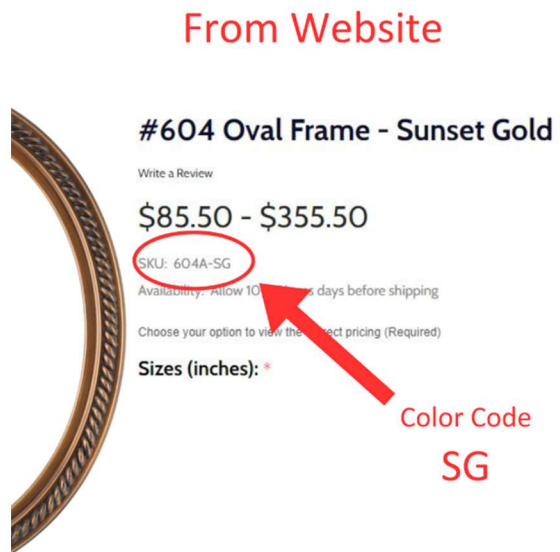 From Website
#604 Oval Frame - Sunset Gold
Write a Review
$85.50 - $355.50
SKU: 604A-SG
Availability: Allow 10 days before shipping
Choose your option to view the pricing (Required)
Sizes (inches): *
Color Code
SG